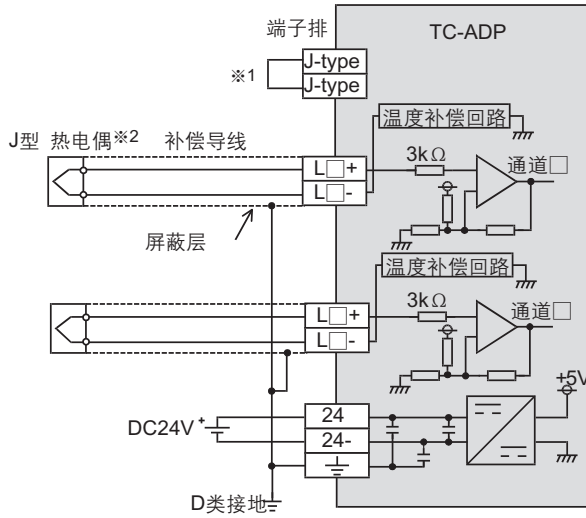 端子排
TC-ADP
J-type
※1
J-type
温度补偿回路
J型 热电偶※2 补偿导线
3kΩ
通道□
L□+
L□-
屏蔽层
温度补偿回路
3kΩ
通道□
L□+
L□-
+5V
24
DC24V+
24-
D类接地